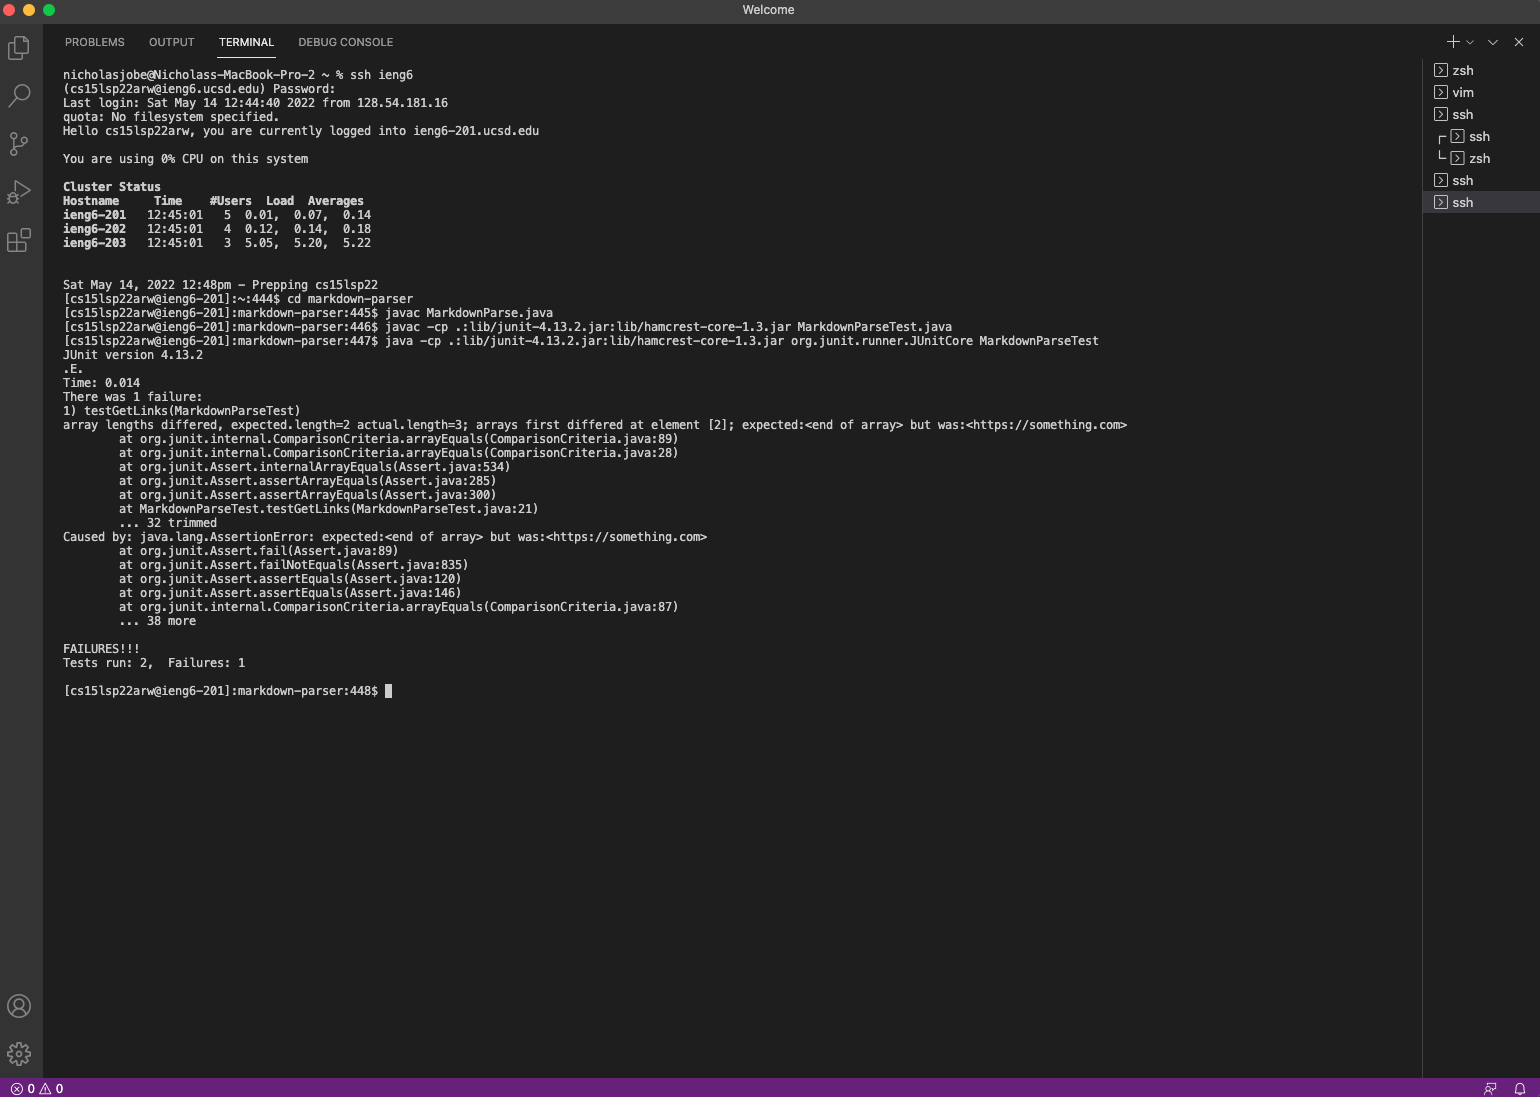 Welcome
PROBLEMS OUTPUT TERMINAL DEBUG CONSOLE
nicholasjobe@Nicholass-MacBook-Pro-2 ~ % ssh ieng6
(cs15lsp22arw@ieng6.ucsd.edu) Password:
Last login: Sat May 14 12:44:40 2022 from 128.54.181.16
quota: No filesystem specified.
Hello cs15lsp22arw, you are currently logged into ieng6-201.ucsd.edu
You are using 0% CPU on this system
Cluster Status
Hostname     Time    #Users  Load  Averages
ieng6-201   12:45:01   5  0.01,  0.07,  0.14
ieng6-202   12:45:01   4  0.12,  0.14,  0.18
ieng6-203   12:45:01   3  5.05,  5.20,  5.22
Sat May 14, 2022 12:48pm - Prepping cs15lsp22
[cs15lsp22arw@ieng6-201]:~:444$ cd markdown-parser
[cs15lsp22arw@ieng6-201]:markdown-parser:445$ javac MarkdownParse.java
[cs15lsp22arw@ieng6-201]:markdown-parser:446$ javac -cp .:lib/junit-4.13.2.jar:lib/hamcrest-core-1.3.jar MarkdownParseTest.java
[cs15lsp22arw@ieng6-201]:markdown-parser:447$ java -cp .:lib/junit-4.13.2.jar:lib/hamcrest-core-1.3.jar org.junit.runner.JUnitCore MarkdownParseTest
JUnit version 4.13.2
.E.
Time: 0.014
There was 1 failure:
1) testGetLinks(MarkdownParseTest)
array lengths differed, expected.length=2 actual.length=3; arrays first differed at element [2]; expected:<end of array> but was:<https://something.com>
at org.junit.internal.ComparisonCriteria.arrayEquals(ComparisonCriteria.java:89)
at org.junit.internal.ComparisonCriteria.arrayEquals(ComparisonCriteria.java:28)
at org.junit.Assert.internalArrayEquals(Assert.java:534)
at org.junit.Assert.assertArrayEquals(Assert.java:285)
at org.junit.Assert.assertArrayEquals(Assert.java:300)
at MarkdownParseTest.testGetLinks(MarkdownParseTest.java:21)
... 32 trimmed
Caused by: java.lang.AssertionError: expected:<end of array> but was:<https://something.com>
at org.junit.Assert.fail(Assert.java:89)
at org.junit.Assert.failNotEquals(Assert.java:835)
at org.junit.Assert.assertEquals(Assert.java:120)
at org.junit.Assert.assertEquals(Assert.java:146)
at org.junit.internal.ComparisonCriteria.arrayEquals(ComparisonCriteria.java:87)
... 38 more
FAILURES!!!
Tests run: 2,  Failures: 1
[cs15lsp22arw@ieng6-201]:markdown-parser:448$
zsh
vim
ssh
ssh
zsh
ssh
ssh
0 0